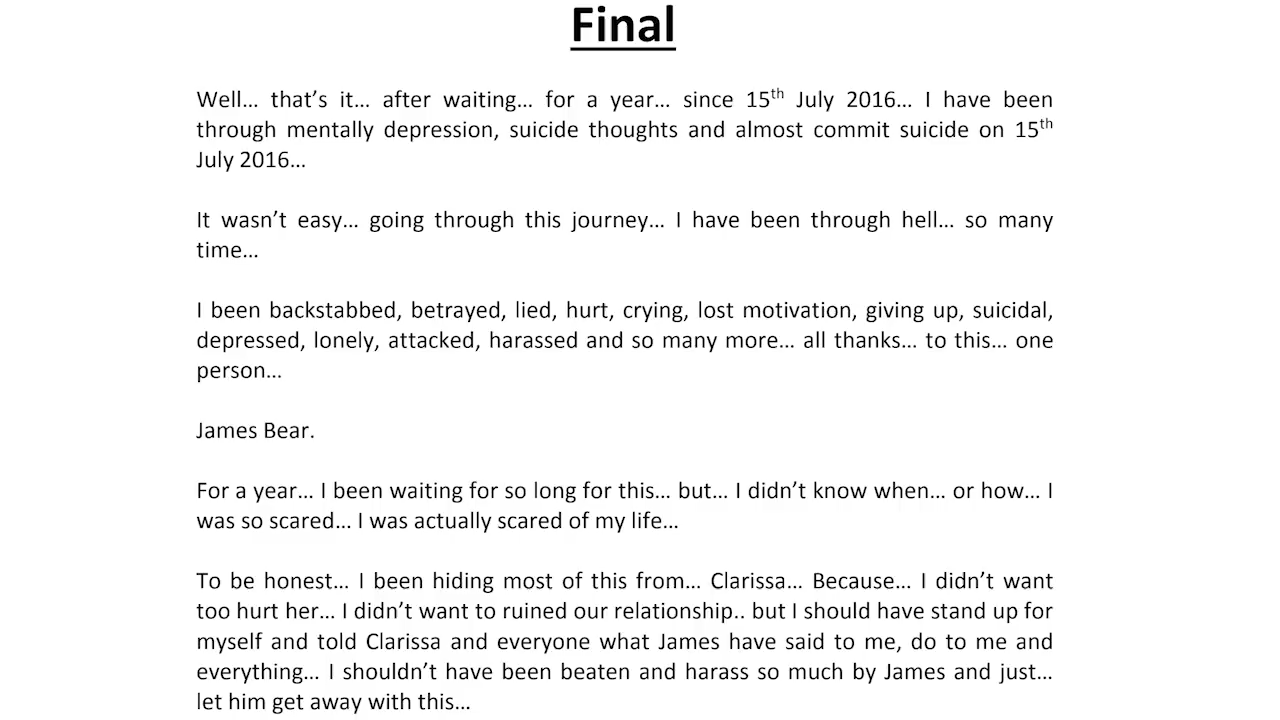 Final
Well… that’s it… after waiting… for a year… since 15th July 2016… I have been
through mentally depression, suicide thoughts and almost commit suicide on 15th
July 2016…
It wasn’t easy… going through this journey… I have been through hell… so many
time…
I been backstabbed, betrayed, lied, hurt, crying, lost motivation, giving up, suicidal,
depressed, lonely, attacked, harassed and so many more… all thanks… to this… one
person…
James Bear.
For a year… I been waiting for so long for this… but… I didn’t know when… or how… I
was so scared… I was actually scared of my life…
To be honest… I been hiding most of this from… Clarissa… Because… I didn’t want
too hurt her… I didn’t want to ruined our relationship.. but I should have stand up for
myself and told Clarissa and everyone what James have said to me, do to me and
everything… I shouldn’t have been beaten and harass so much by James and just…
let him get away with this…